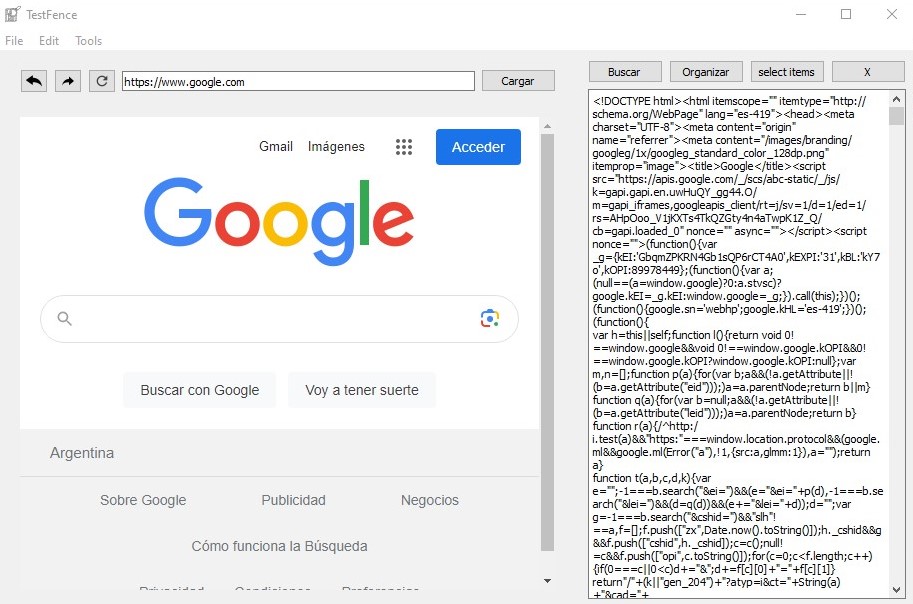 TestFence
File Edit Tools
https://www.google.com
Cargar
Buscar
Organizar
select items
X
Gmail Imágenes
Acceder
Google
Buscar con Google
Voy a tener suerte
Argentina
Sobre Google Publicidad Negocios
Cómo funciona la Búsqueda
Privacidad Condiciones Preferencias
<!DOCTYPE html><html itemscope="" itemtype="http://
schema.org/WebPage" lang="es-419"><head><meta
charset="UTF-8"><meta content="origin"
name="referrer"><meta content="/images/branding/
googleg/1x/googleg_standard_color_128dp.png"
itemprop="image"><title>Google</title><script
src="https://apis.google.com/_/scs/abc-static/_/js/
k=gapi.gapi.en.uwHuQY_gg44.O/
m=gapi_iframes,googleapis_client/rt=j/sv=1/d=1/ed=1/
rs=AHpOoo_V1jKXTs4TkQZGty4n4aTwpK1Z_Q/
cb=gapi.loaded_0" nonce="" async=""></script><script
nonce="">(function(){var
_g={kEI:'GbqmZPKRN4Gb1sQP6rCT4A0',kEXPI:'31',kBL:'kY7
o',kOPI:89978449};(function(){var a;
(null==(a=window.google)?0:a.stvsc)?
google.kEI=_g.kEI:window.google=_g;}).call(this);})();
(function(){google.sn='webhp';google.kHL='es-419';})();
(function(){
var h=this||self;function l(){return void 0!
==window.google&&void 0!==window.google.kOPI&&0!
==window.google.kOPI?window.google.kOPI:null};var
m,n=[];function p(a){for(var b;a&&(!a.getAttribute||!
(b=a.getAttribute("eid")));)a=a.parentNode;return b||m}
function q(a){for(var b=null;a&&(!a.getAttribute||!
(b=a.getAttribute("leid")));)a=a.parentNode;return b}
function r(a){/^http:/
i.test(a)&&"https:"===window.location.protocol&&(google.
ml&&google.ml(Error("a"),!1,{src:a,glmm:1}),a="");return
a}
function t(a,b,c,d,k){var
e="";-1===b.search("&ei=")&&(e="&ei="+p(d),-1===b.se
arch("&lei=")&&(d=q(d))&&(e+="&lei="+d));d="";var
g=-1===b.search("&cshid=")&&"slh"!
==a,f=[];f.push(["zx",Date.now().toString()]);h._cshid&&g
&&f.push(["cshid",h._cshid]);c=c();null!
=c&&f.push(["opi",c.toString()]);for(c=0;c<f.length;c++)
{if(0===c||0<c)d+="&";d+=f[c][0]+"="+f[c][1]}
return"/"+(k||"gen_204")+"?atyp=i&ct="+String(a)
+"&cad="+